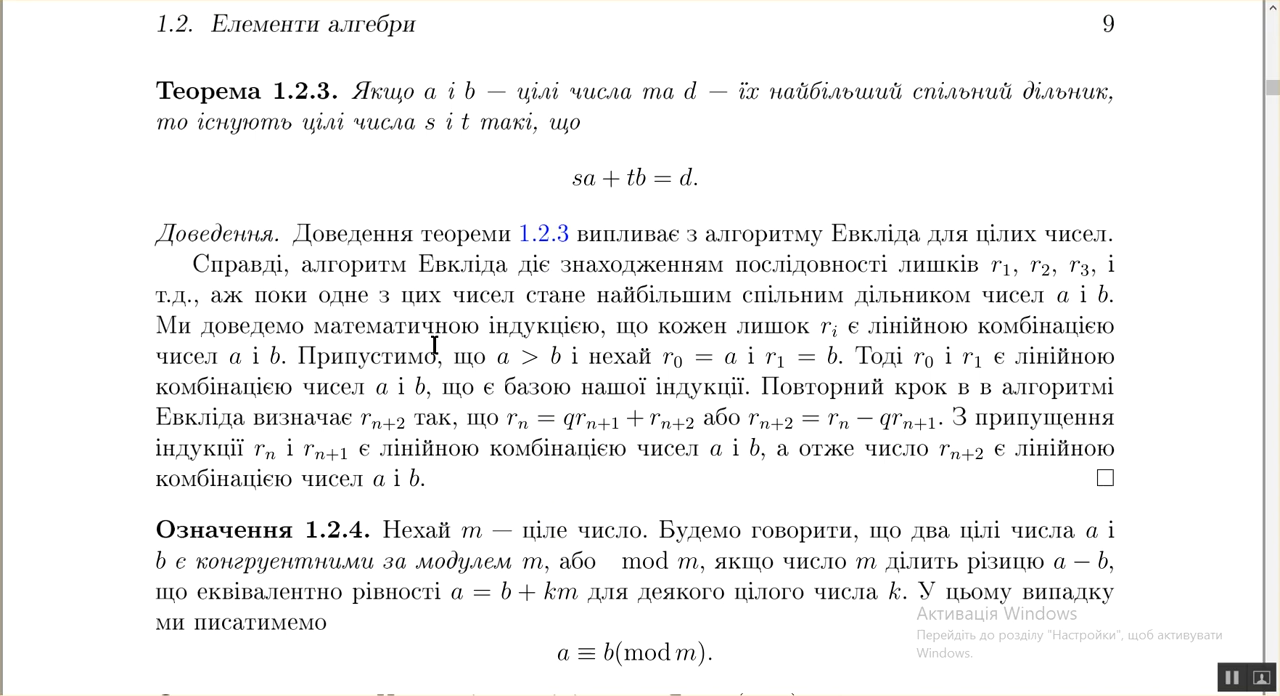 1.2. Елементи алгебри 9
Теорема 1.2.3. Якщо a і b — цілі числа та d — їх найбільший спільний дільник,
то існують цілі числа s і t такі, що
sa + tb = d.
Доведення. Доведення теореми 1.2.3 випливає з алгоритму Евкліда для цілих чисел.
Справді, алгоритм Евкліда діє знаходженням послідовності лишків r₁, r₂, r₃, і
т.д., аж поки одне з цих чисел стане найбільшим спільним дільником чисел a і b.
Ми доведемо математичною індукцією, що кожен лишок rᵢ є лінійною комбінацією
чисел a і b. Припустимо, що a > b і нехай r₀ = a і r₁ = b. Тоді r₀ і r₁ є лінійною
комбінацією чисел a і b, що є базою нашої індукції. Повторний крок в в алгоритмі
Евкліда визначає rₙ₊₂ так, що rₙ = qrₙ₊₁ + rₙ₊₂ або rₙ₊₂ = rₙ − qrₙ₊₁. З припущення
індукції rₙ і rₙ₊₁ є лінійною комбінацією чисел a і b, а отже число rₙ₊₂ є лінійною
комбінацією чисел a і b. □
Означення 1.2.4. Нехай m — ціле число. Будемо говорити, що два цілі числа a і
b є конгруентними за модулем m, або mod m, якщо число m ділить різицю a − b,
що еквівалентно рівності a = b + km для деякого цілого числа k. У цьому випадку
ми писатимемо
a ≡ b(mod m).
Активація Windows
Перейдіть до розділу "Настройки", щоб активувати
Windows.